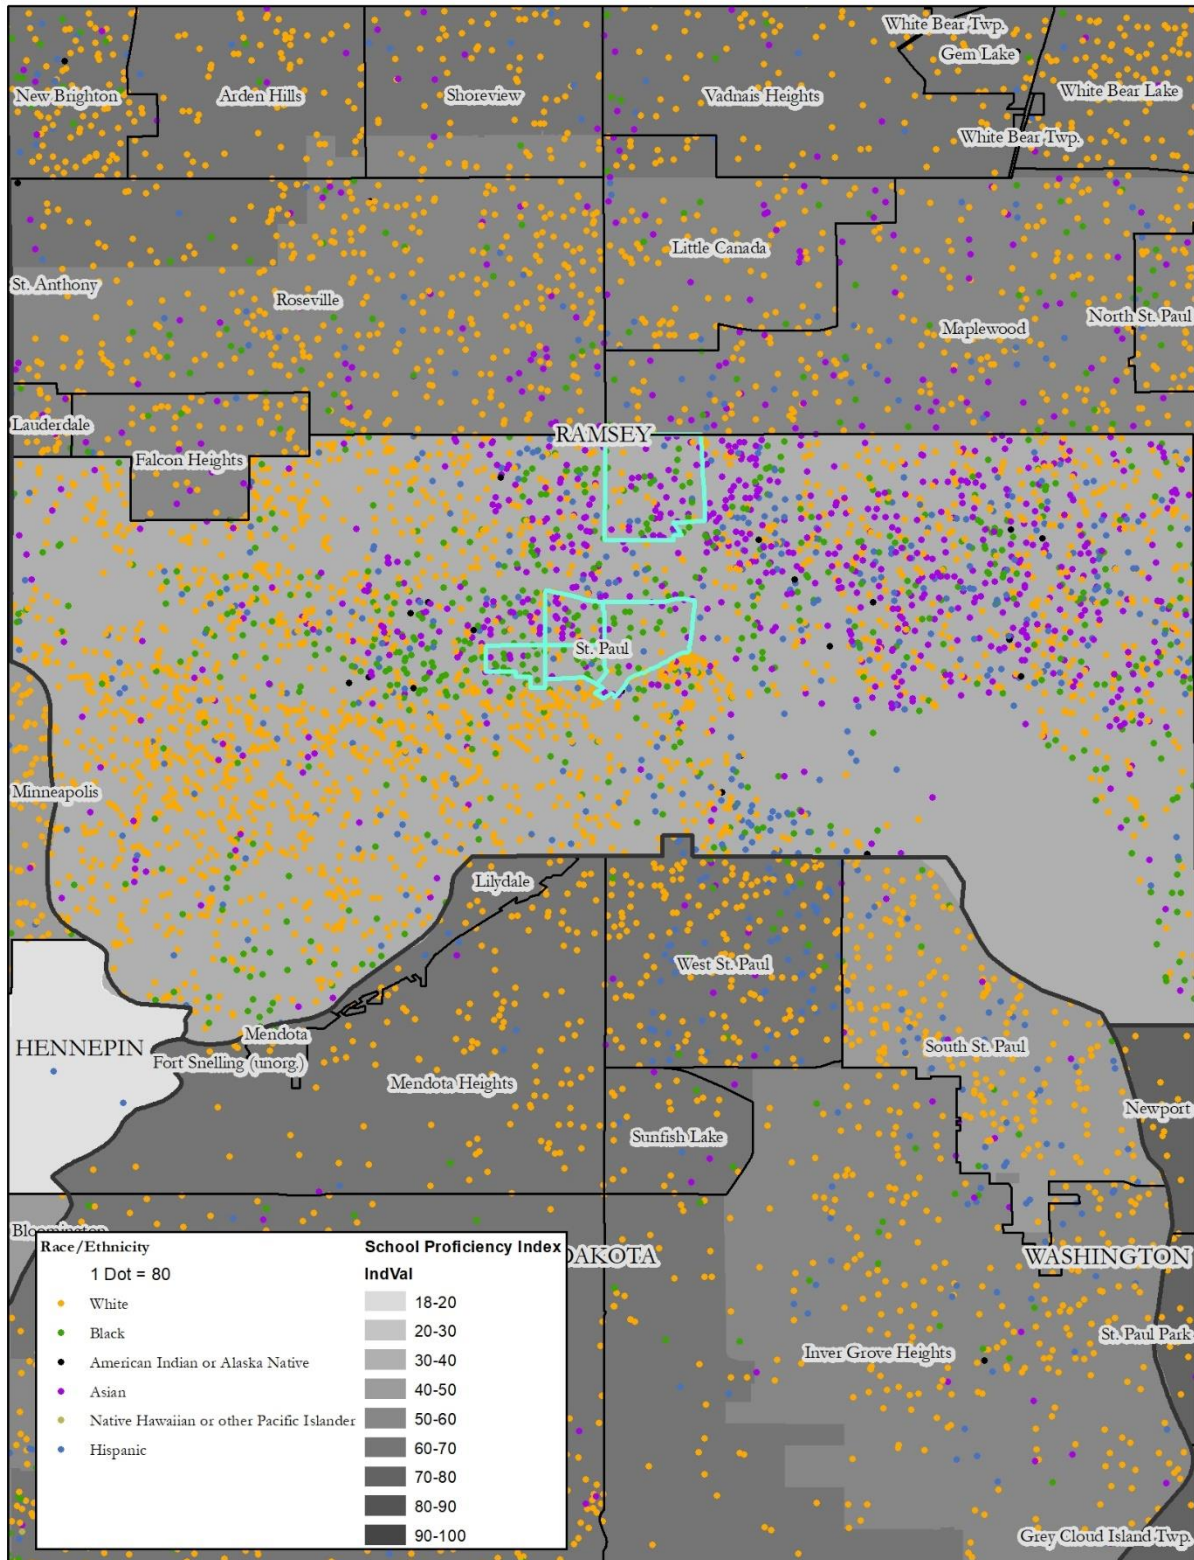 White Bear Twp.
Gem Lake
New Brighton
Arden Hills
Shoreview
Vadnais Heights
White Bear Lake
White Bear Twp.
Little Canada
St. Anthony
Roseville
Maplewood
North St. Paul
Lauderdale
RAMSEY
Falcon Heights
St. Paul
Minneapolis
Lilydale
West St. Paul
Mendota
HENNEPIN
Fort Snelling (unorg.)
South St. Paul
Mendota Heights
Newport
Sunfish Lake
Bloomington
DAKOTA
WASHINGTON
St. Paul Park
Inver Grove Heights
Grey Cloud Island Twp.
Race/Ethnicity
1 Dot = 80
White
Black
American Indian or Alaska Native
Asian
Native Hawaiian or other Pacific Islander
Hispanic
School Proficiency Index
IndVal
18-20
20-30
30-40
40-50
50-60
60-70
70-80
80-90
90-100